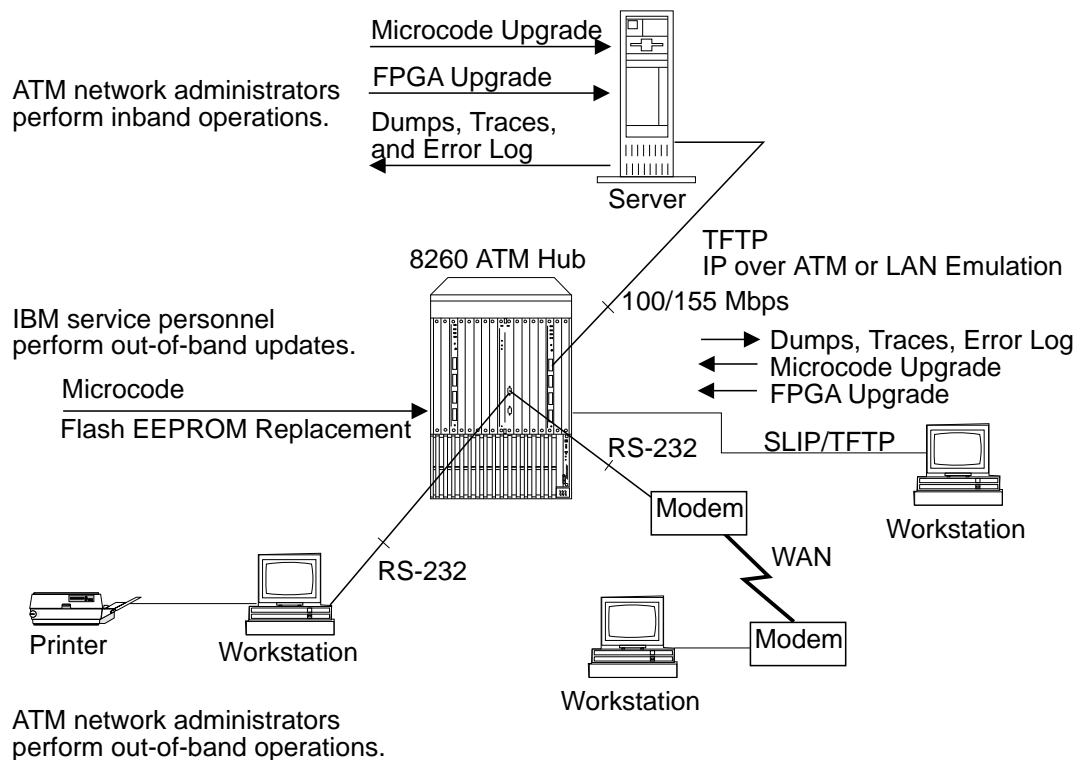 Microcode Upgrade
FPGA Upgrade
ATM network administrators
perform inband operations.
Dumps, Traces,
and Error Log
Server
TFTP
IP over ATM or LAN Emulation
8260 ATM Hub
100/155 Mbps
IBM service personnel
perform out-of-band updates.
Dumps, Traces, Error Log
Microcode Upgrade
FPGA Upgrade
Microcode
Flash EEPROM Replacement
RS-232
SLIP/TFTP
Modem
Workstation
WAN
RS-232
Printer
Workstation
Modem
Workstation
ATM network administrators
perform out-of-band operations.